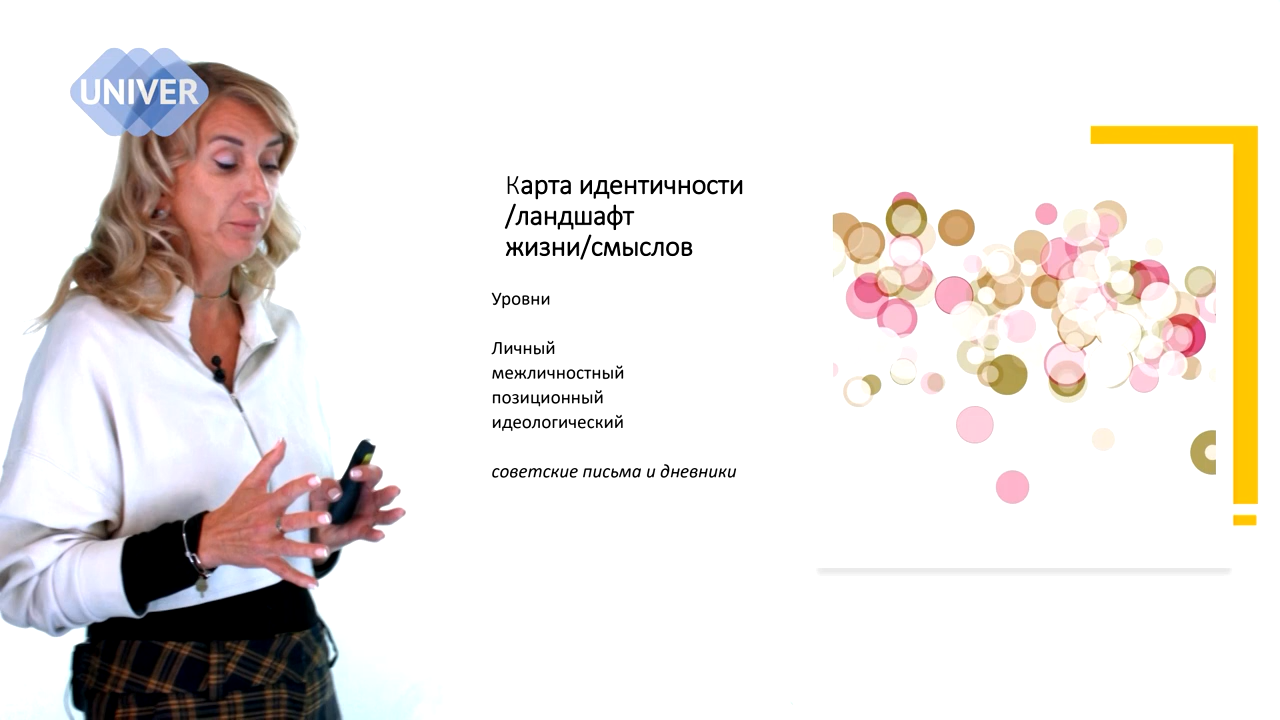 UNIVER
Карта идентичности
/ландшафт
жизни/смыслов
Уровни
Личный
межличностный
позиционный
идеологический
советские письма и дневники